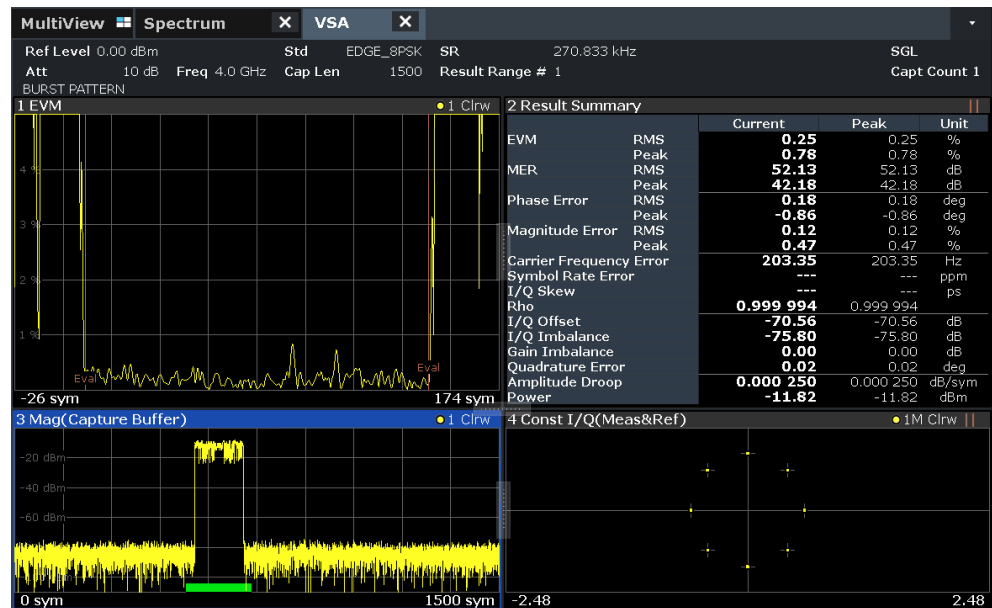 MultiView Spectrum X VSA X
Ref Level 0.00 dBm Std EDGE_8PSK SR 270.833 kHz SGL
Att 10 dB Freq 4.0 GHz Cap Len 1500 Result Range # 1 Capt Count 1
BURST PATTERN
1 EVM 1 Clrw
4 %
3 %
2 %
1 %
Eval Eval
-26 sym 174 sym
2 Result Summary
Current Peak Unit
EVM RMS 0.25 0.25 %
Peak 0.78 0.78 %
MER RMS 52.13 52.13 dB
Peak 42.18 42.18 dB
Phase Error RMS 0.18 0.18 deg
Peak -0.86 -0.86 deg
Magnitude Error RMS 0.12 0.12 %
Peak 0.47 0.47 %
Carrier Frequency Error 203.35 203.35 Hz
Symbol Rate Error --- --- ppm
I/Q Skew --- --- ps
Rho 0.999 994 0.999 994
I/Q Offset -70.56 -70.56 dB
I/Q Imbalance -75.80 -75.80 dB
Gain Imbalance 0.00 0.00 dB
Quadrature Error 0.02 0.02 deg
Amplitude Droop 0.000 250 0.000 250 dB/sym
Power -11.82 -11.82 dBm
3 Mag(Capture Buffer) 1 Clrw
-20 dBm
-40 dBm
-60 dBm
0 sym 1500 sym
4 Const I/Q(Meas&Ref) 1M Clrw
-2.48 2.48